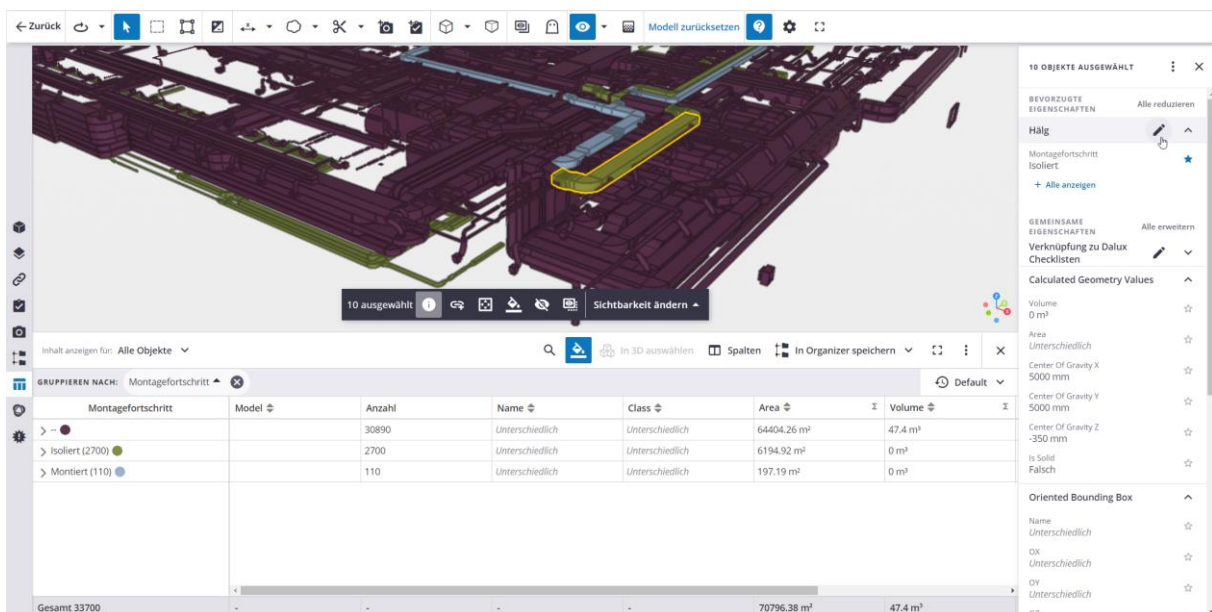 Zurück
Modell zurücksetzen
10 OBJEKTE AUSGEWÄHLT
BEVORZUGTE
EIGENSCHAFTEN
Alle reduzieren
Hälg
Montagefortschritt
Isoliert
+ Alle anzeigen
GEMEINSAME
EIGENSCHAFTEN
Alle erweitern
Verknüpfung zu Dalux
Checklisten
Calculated Geometry Values
Volume
0 m³
Area
Unterschiedlich
Center Of Gravity X
5000 mm
Center Of Gravity Y
5000 mm
Center Of Gravity Z
-350 mm
Is Solid
Falsch
Oriented Bounding Box
Name
Unterschiedlich
OX
Unterschiedlich
OY
Unterschiedlich
10 ausgewählt
Sichtbarkeit ändern
Inhalt anzeigen für: Alle Objekte
In 3D auswählen
Spalten
In Organizer speichern
GRUPPIEREN NACH: Montagefortschritt
Default
Montagefortschritt Model Anzahl Name Class Area Σ Volume Σ
-- 30890 Unterschiedlich Unterschiedlich 64404.26 m² 47.4 m³
Isoliert (2700) 2700 Unterschiedlich Unterschiedlich 6194.92 m² 0 m³
Montiert (110) 110 Unterschiedlich Unterschiedlich 197.19 m² 0 m³
Gesamt 33700 - - - - 70796.38 m² 47.4 m³